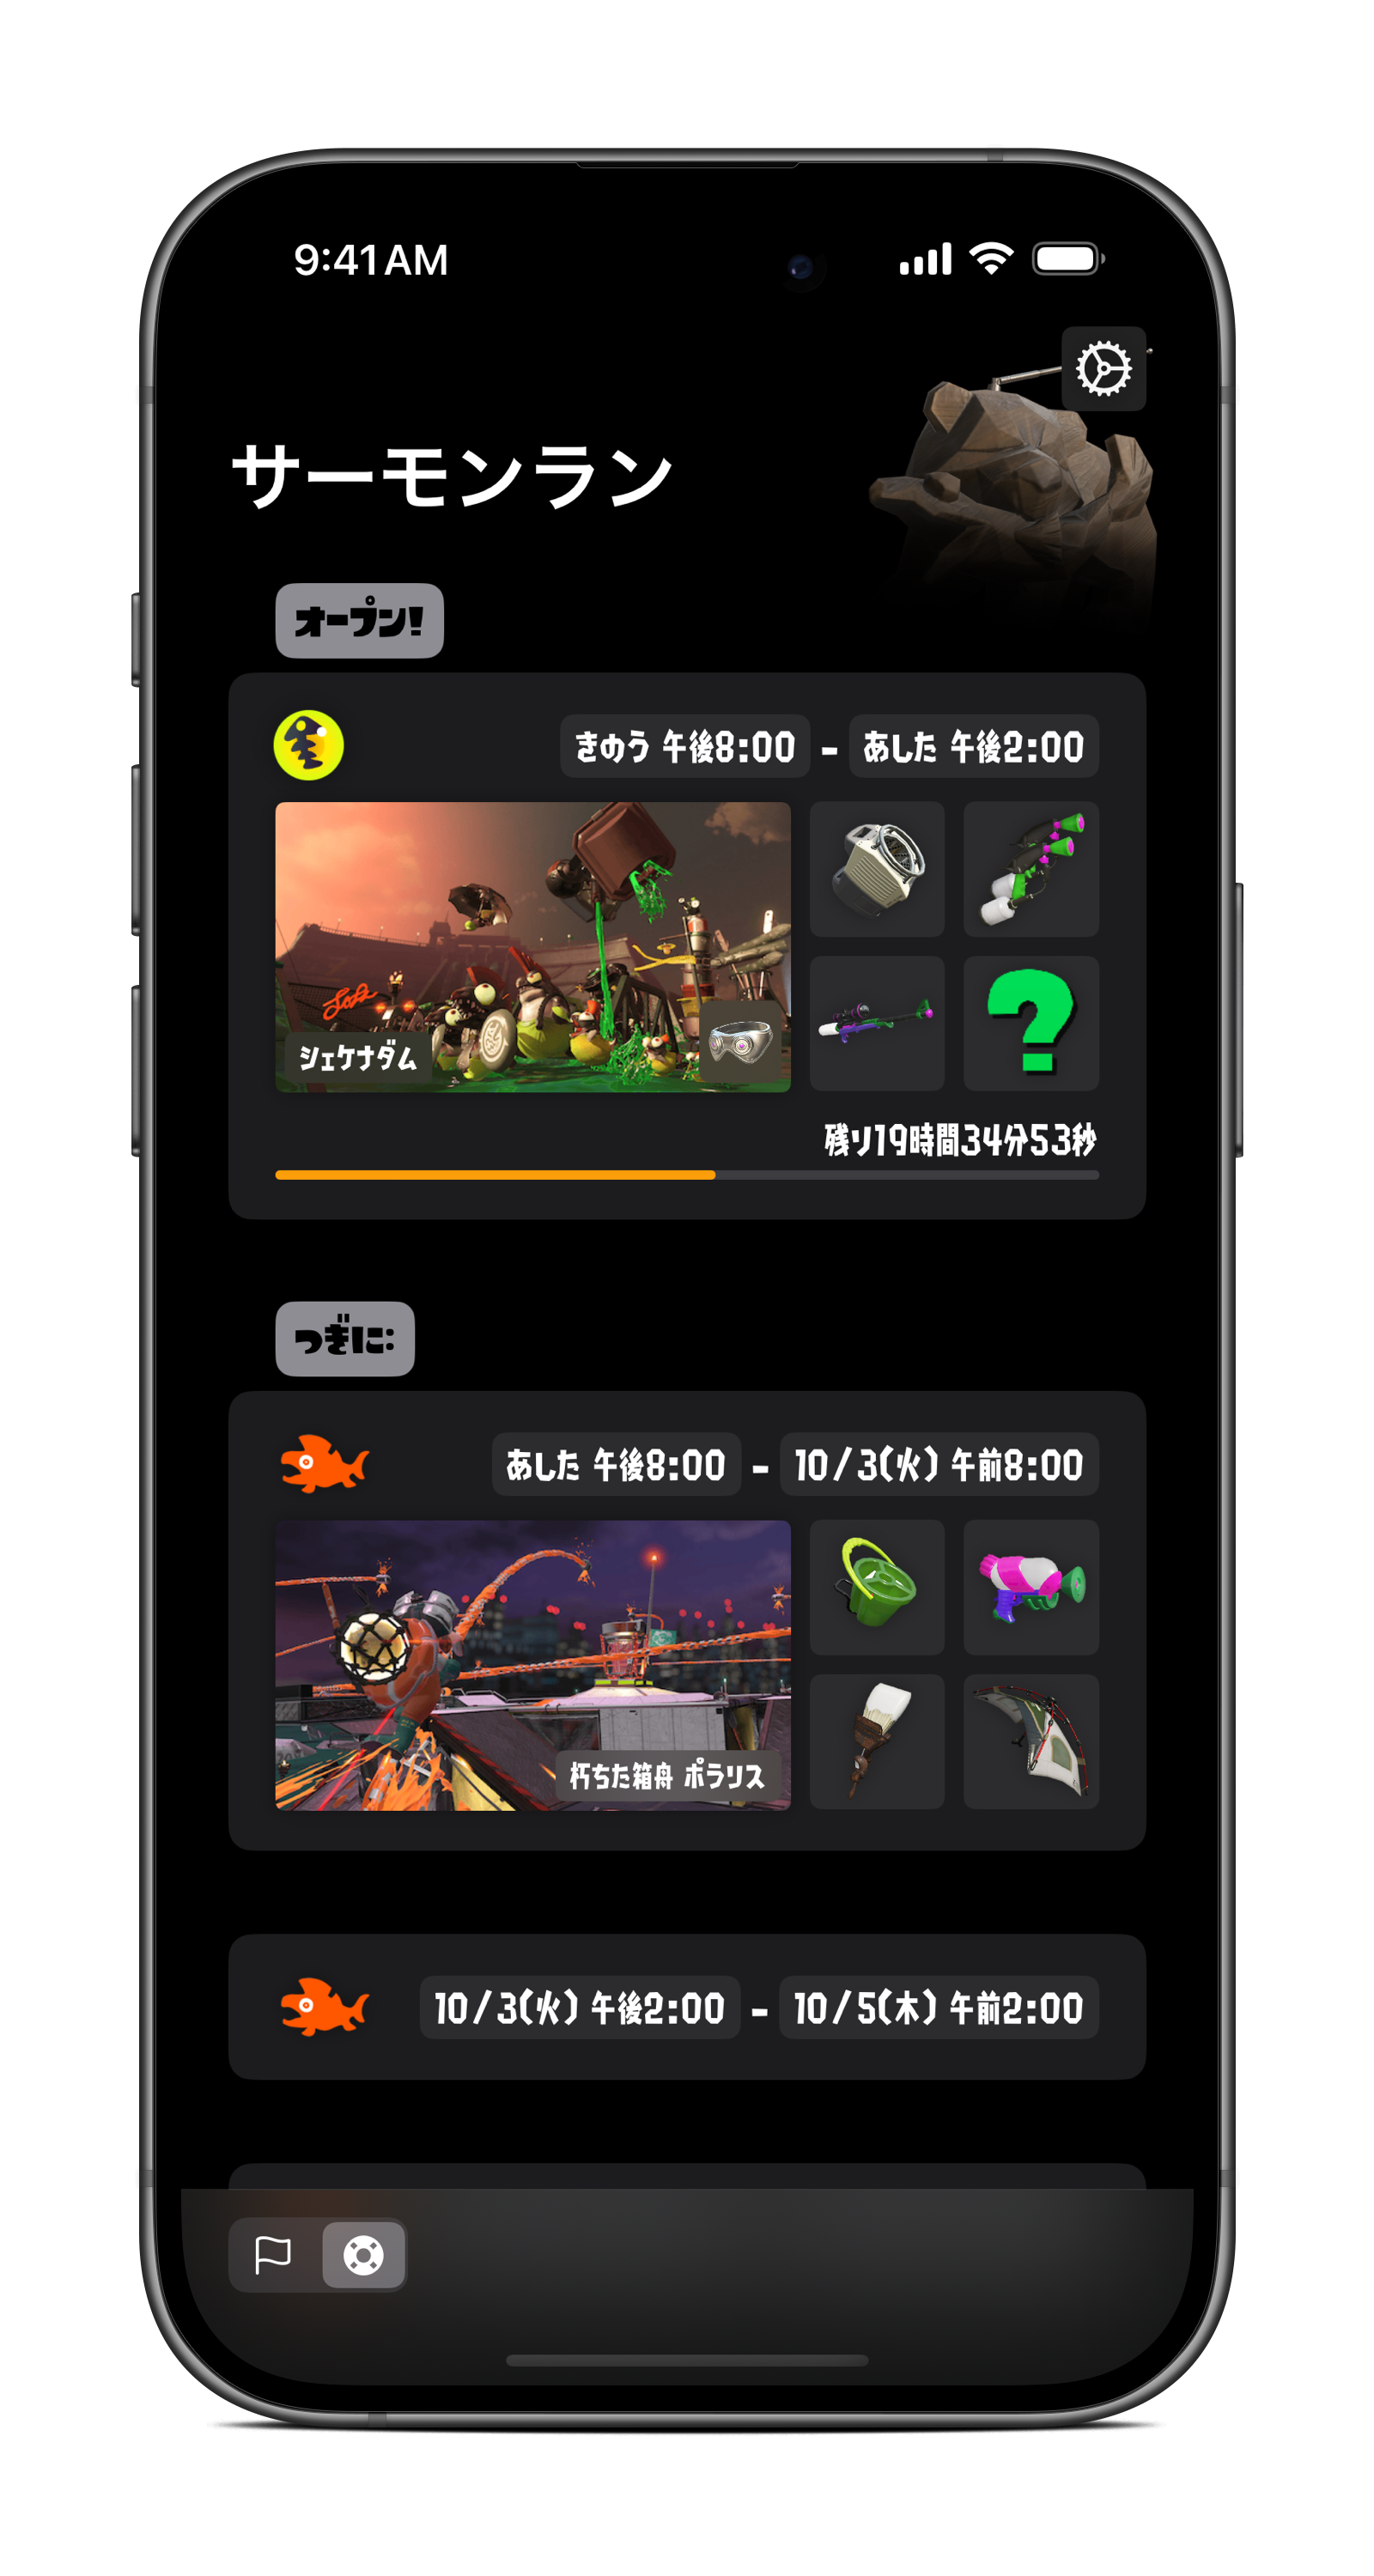 9:41 AM
サーモンラン
オープン!
きのう 午後8:00 - あした 午後2:00
シェケナダム
?
残り19時間34分53秒
つぎに:
あした 午後8:00 - 10/3(火) 午前8:00
朽ちた箱舟 ポラリス
10/3(火) 午後2:00 - 10/5(木) 午前2:00